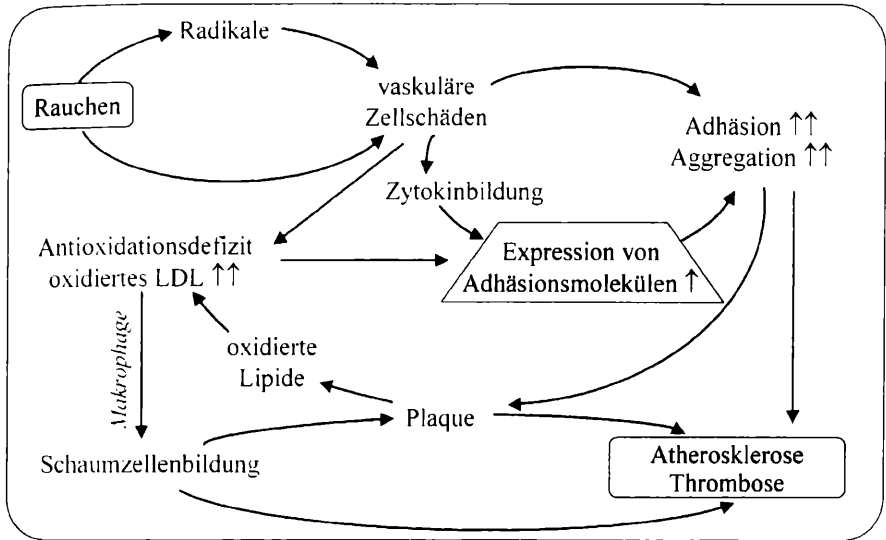 Radikale
Rauchen
vaskuläre
Zellschäden
Adhäsion ↑↑
Aggregation ↑↑
Zytokinbildung
Antioxidationsdefizit
oxidiertes LDL ↑↑
Expression von
Adhäsionsmolekülen ↑
Makrophage
oxidierte
Lipide
Plaque
Schaumzellenbildung
Atherosklerose
Thrombose